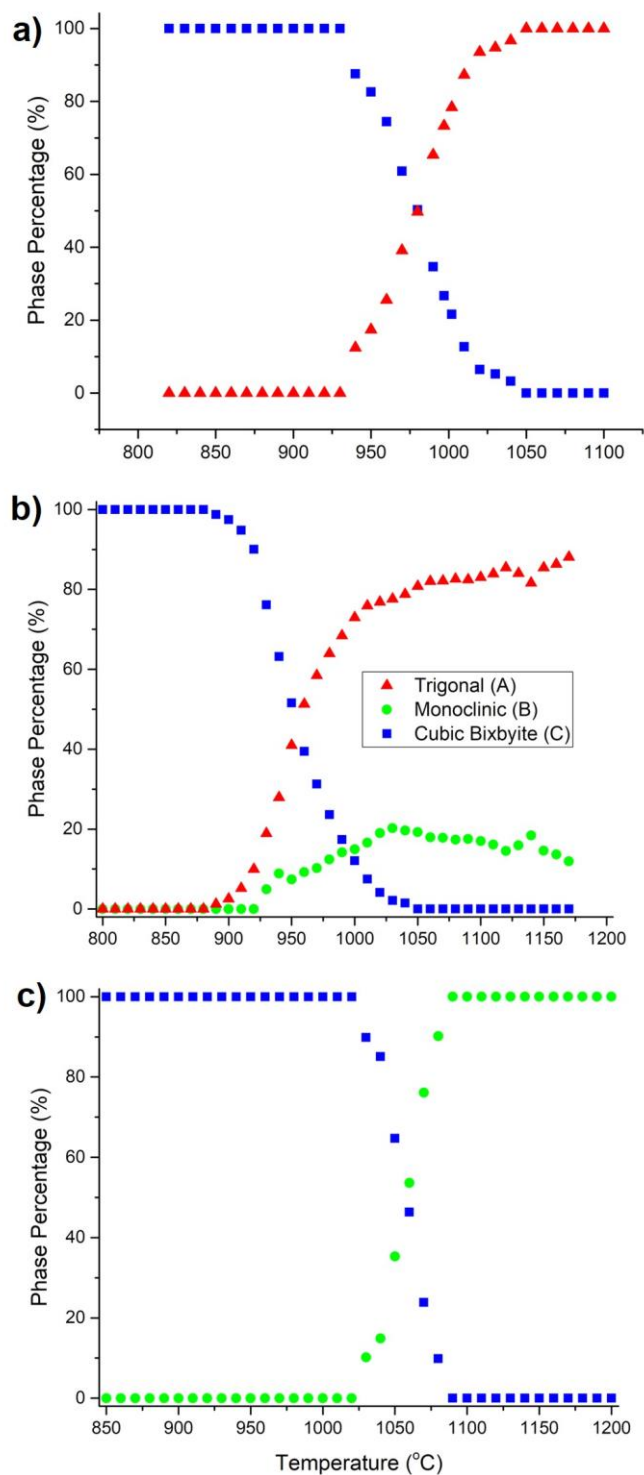 a)
Phase Percentage (%)
100
80
60
40
20
0
800 850 900 950 1000 1050 1100
b)
Phase Percentage (%)
100
80
60
40
20
0
Trigonal (A)
Monoclinic (B)
Cubic Bixbyite (C)
800 850 900 950 1000 1050 1100 1150 1200
c)
Phase Percentage (%)
100
80
60
40
20
0
850 900 950 1000 1050 1100 1150 1200
Temperature (°C)